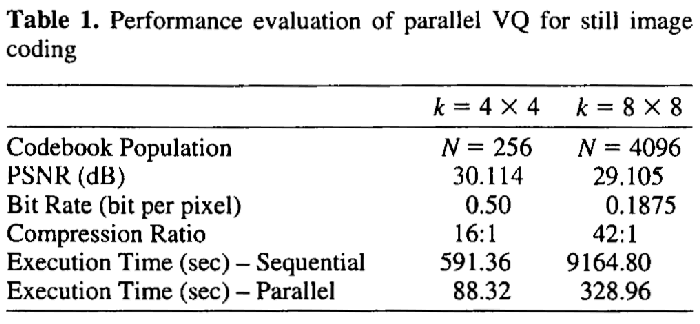 Table 1. Performance evaluation of parallel VQ for still image
coding
k = 4 × 4 k = 8 × 8
Codebook Population N = 256 N = 4096
PSNR (dB) 30.114 29.105
Bit Rate (bit per pixel) 0.50 0.1875
Compression Ratio 16:1 42:1
Execution Time (sec) – Sequential 591.36 9164.80
Execution Time (sec) – Parallel 88.32 328.96